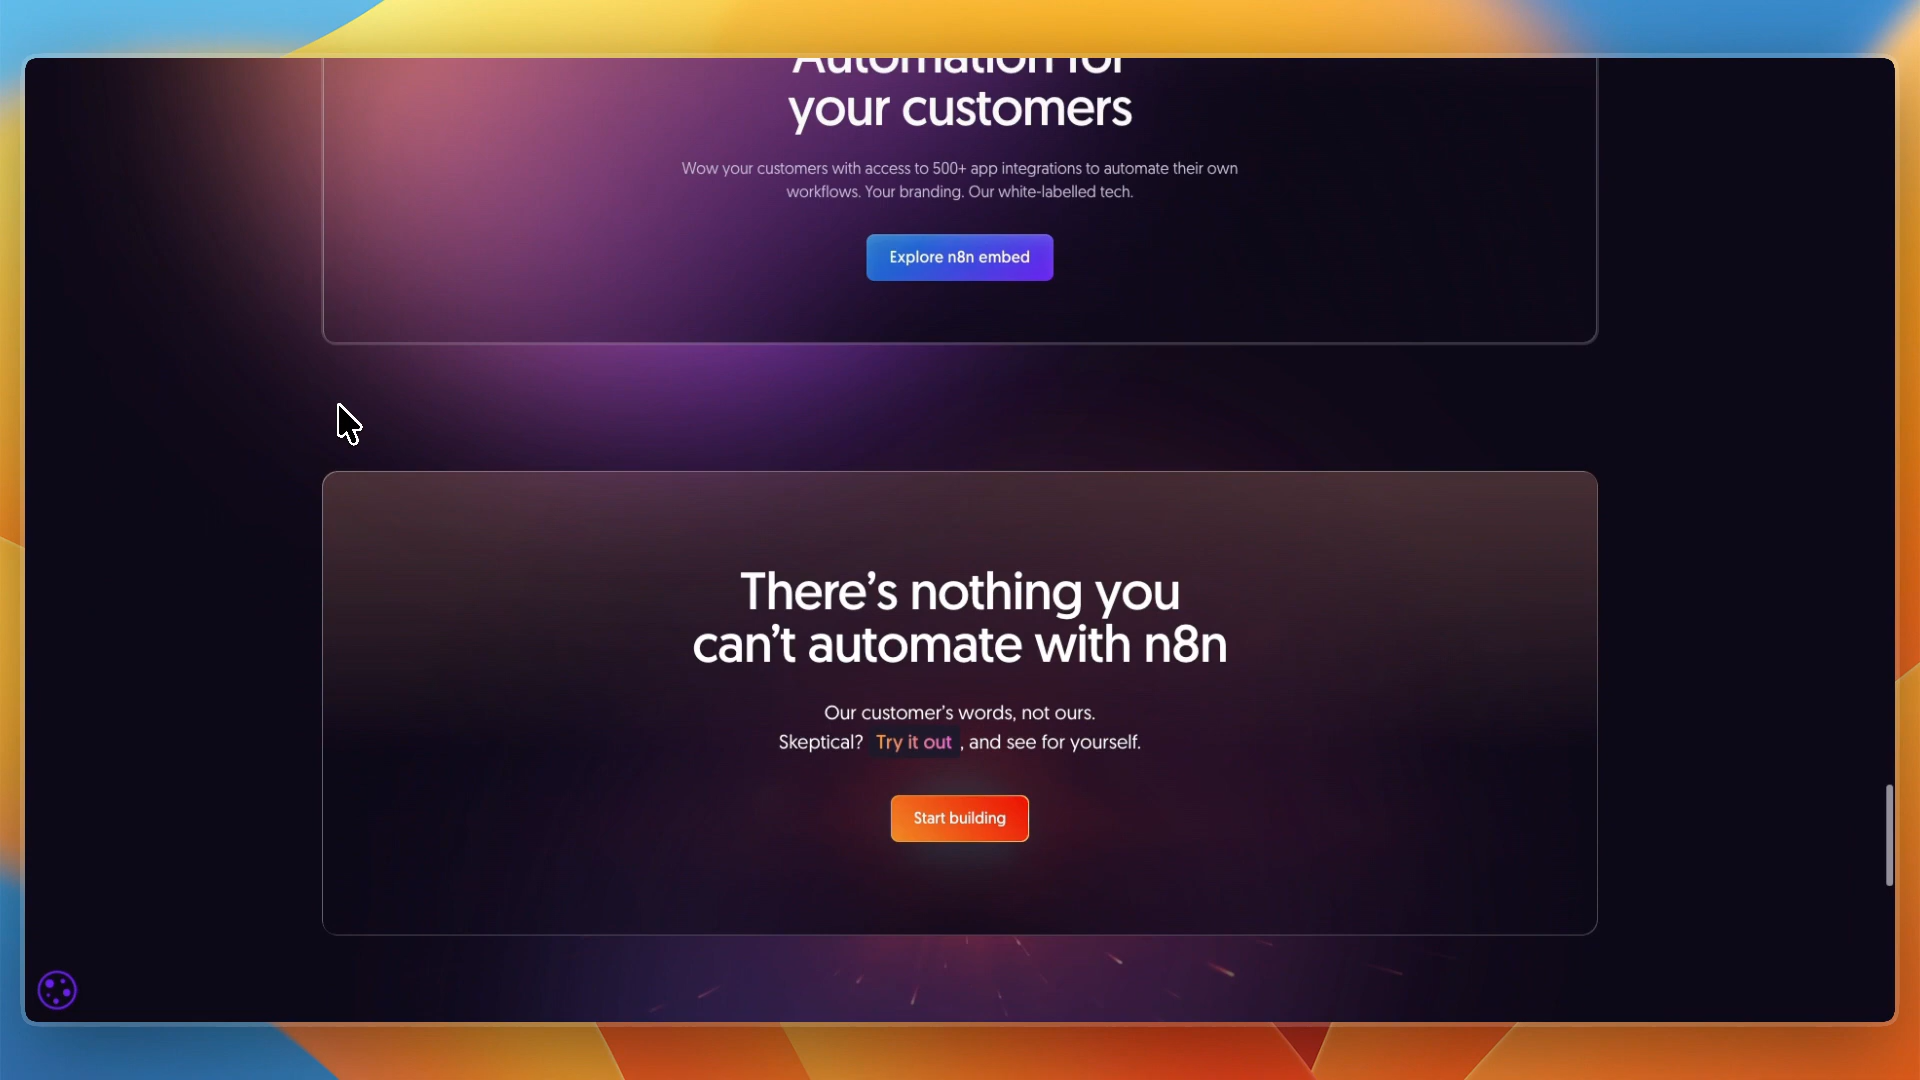 Automation for
your customers
Wow your customers with access to 500+ app integrations to automate their own
workflows. Your branding. Our white-labelled tech.
Explore n8n embed
There’s nothing you
can’t automate with n8n
Our customer’s words, not ours.
Skeptical? Try it out , and see for yourself.
Start building